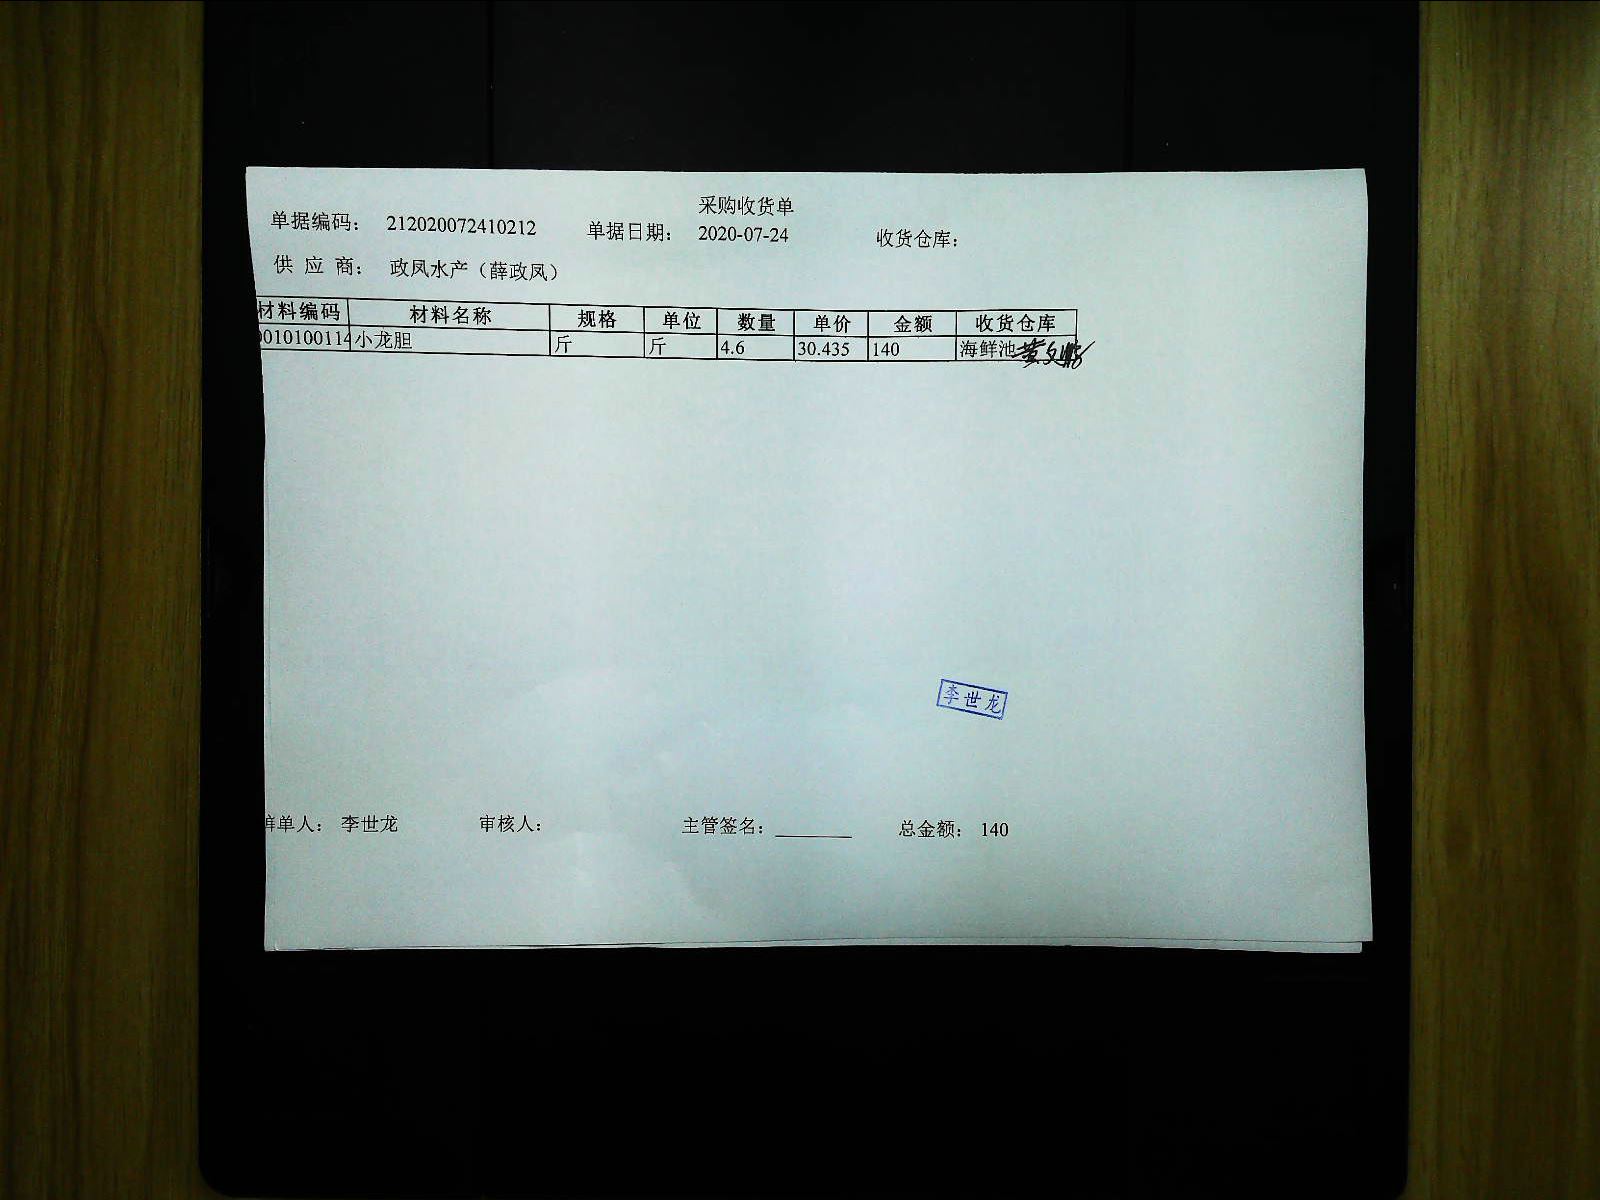 采购收货单
单据编码： 212020072410212 单据日期： 2020-07-24 收货仓库：
供 应 商： 政凤水产（薛政凤）
材料编码 材料名称 规格 单位 数量 单价 金额 收货仓库
0010100114 小龙胆 斤 斤 4.6 30.435 140 海鲜池
李世龙
单人： 李世龙 审核人： 主管签名： 总金额： 140